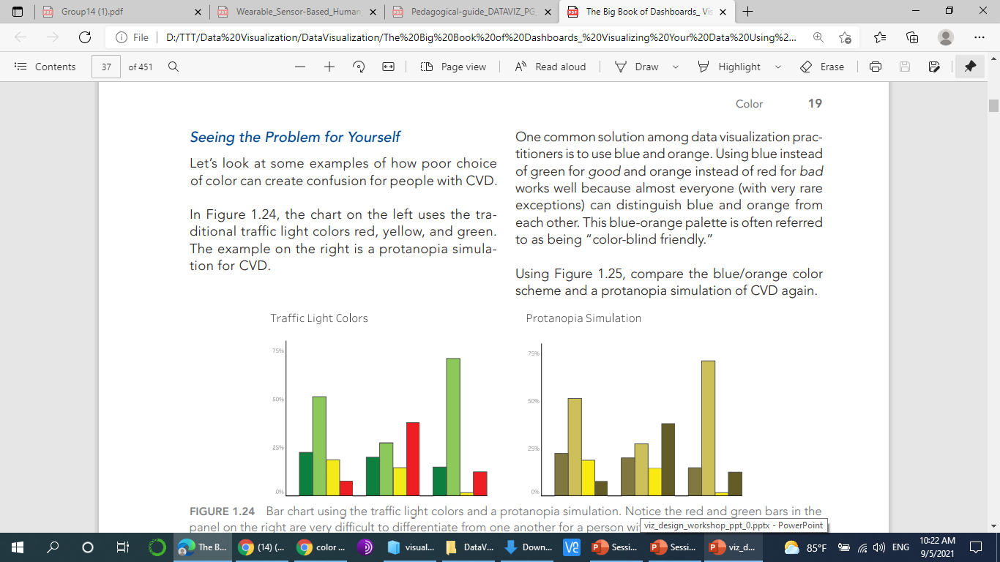 Group14 (1).pdf
Wearable_Sensor-Based_Human_
Pedagogical-guide_DATAVIZ_PG_
The Big Book of Dashboards_ Vis
File
D:/TTT/Data%20Visualization/DataVisualization/The%20Big%20Book%20of%20Dashboards_%20Visualizing%20Your%20Data%20Using%2...
Contents
37
of 451
Page view
Read aloud
Draw
Highlight
Erase
Color 19
Seeing the Problem for Yourself
Let's look at some examples of how poor choice
of color can create confusion for people with CVD.
In Figure 1.24, the chart on the left uses the tra-
ditional traffic light colors red, yellow, and green.
The example on the right is a protanopia simula-
tion for CVD.
One common solution among data visualization prac-
titioners is to use blue and orange. Using blue instead
of green for good and orange instead of red for bad
works well because almost everyone (with very rare
exceptions) can distinguish blue and orange from
each other. This blue-orange palette is often referred
to as being “color-blind friendly.”
Using Figure 1.25, compare the blue/orange color
scheme and a protanopia simulation of CVD again.
Traffic Light Colors
75%
50%
25%
0%
Protanopia Simulation
75%
50%
25%
0%
FIGURE 1.24 Bar chart using the traffic light colors and a protanopia simulation. Notice the red and green bars in the
panel on the right are very difficult to differentiate from one another for a person wi
viz_design_workshop_ppt_0.pptx - PowerPoint
The B...
(14) (...
color ...
visual...
DataV...
Down...
Sessi...
Sessi...
viz_d...
85°F
ENG
10:22 AM
9/5/2021